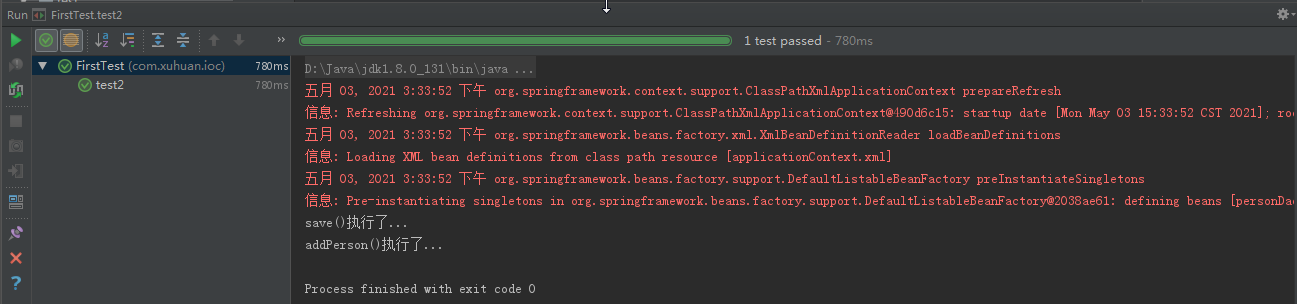 Run FirstTest.test2
1 test passed - 780ms
FirstTest (com.xuhuan.ioc) 780ms
test2 780ms
D:\Java\jdk1.8.0_131\bin\java ...
五月 03, 2021 3:33:52 下午 org.springframework.context.support.ClassPathXmlApplicationContext prepareRefresh
信息: Refreshing org.springframework.context.support.ClassPathXmlApplicationContext@490d6c15: startup date [Mon May 03 15:33:52 CST 2021]; roo
五月 03, 2021 3:33:52 下午 org.springframework.beans.factory.xml.XmlBeanDefinitionReader loadBeanDefinitions
信息: Loading XML bean definitions from class path resource [applicationContext.xml]
五月 03, 2021 3:33:52 下午 org.springframework.beans.factory.support.DefaultListableBeanFactory preInstantiateSingletons
信息: Pre-instantiating singletons in org.springframework.beans.factory.support.DefaultListableBeanFactory@2038ae61: defining beans [personDao
save()执行了...
addPerson()执行了...
Process finished with exit code 0